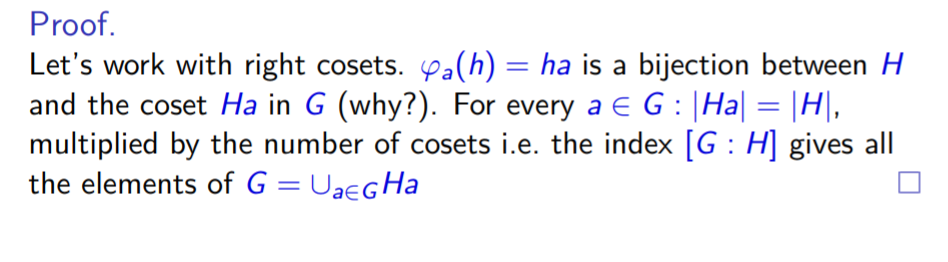 Proof.
Let's work with right cosets. φₐ(h) = ha is a bijection between H
and the coset Ha in G (why?). For every a ∈ G : |Ha| = |H|,
multiplied by the number of cosets i.e. the index [G : H] gives all
the elements of G = ∪a∈G Ha □